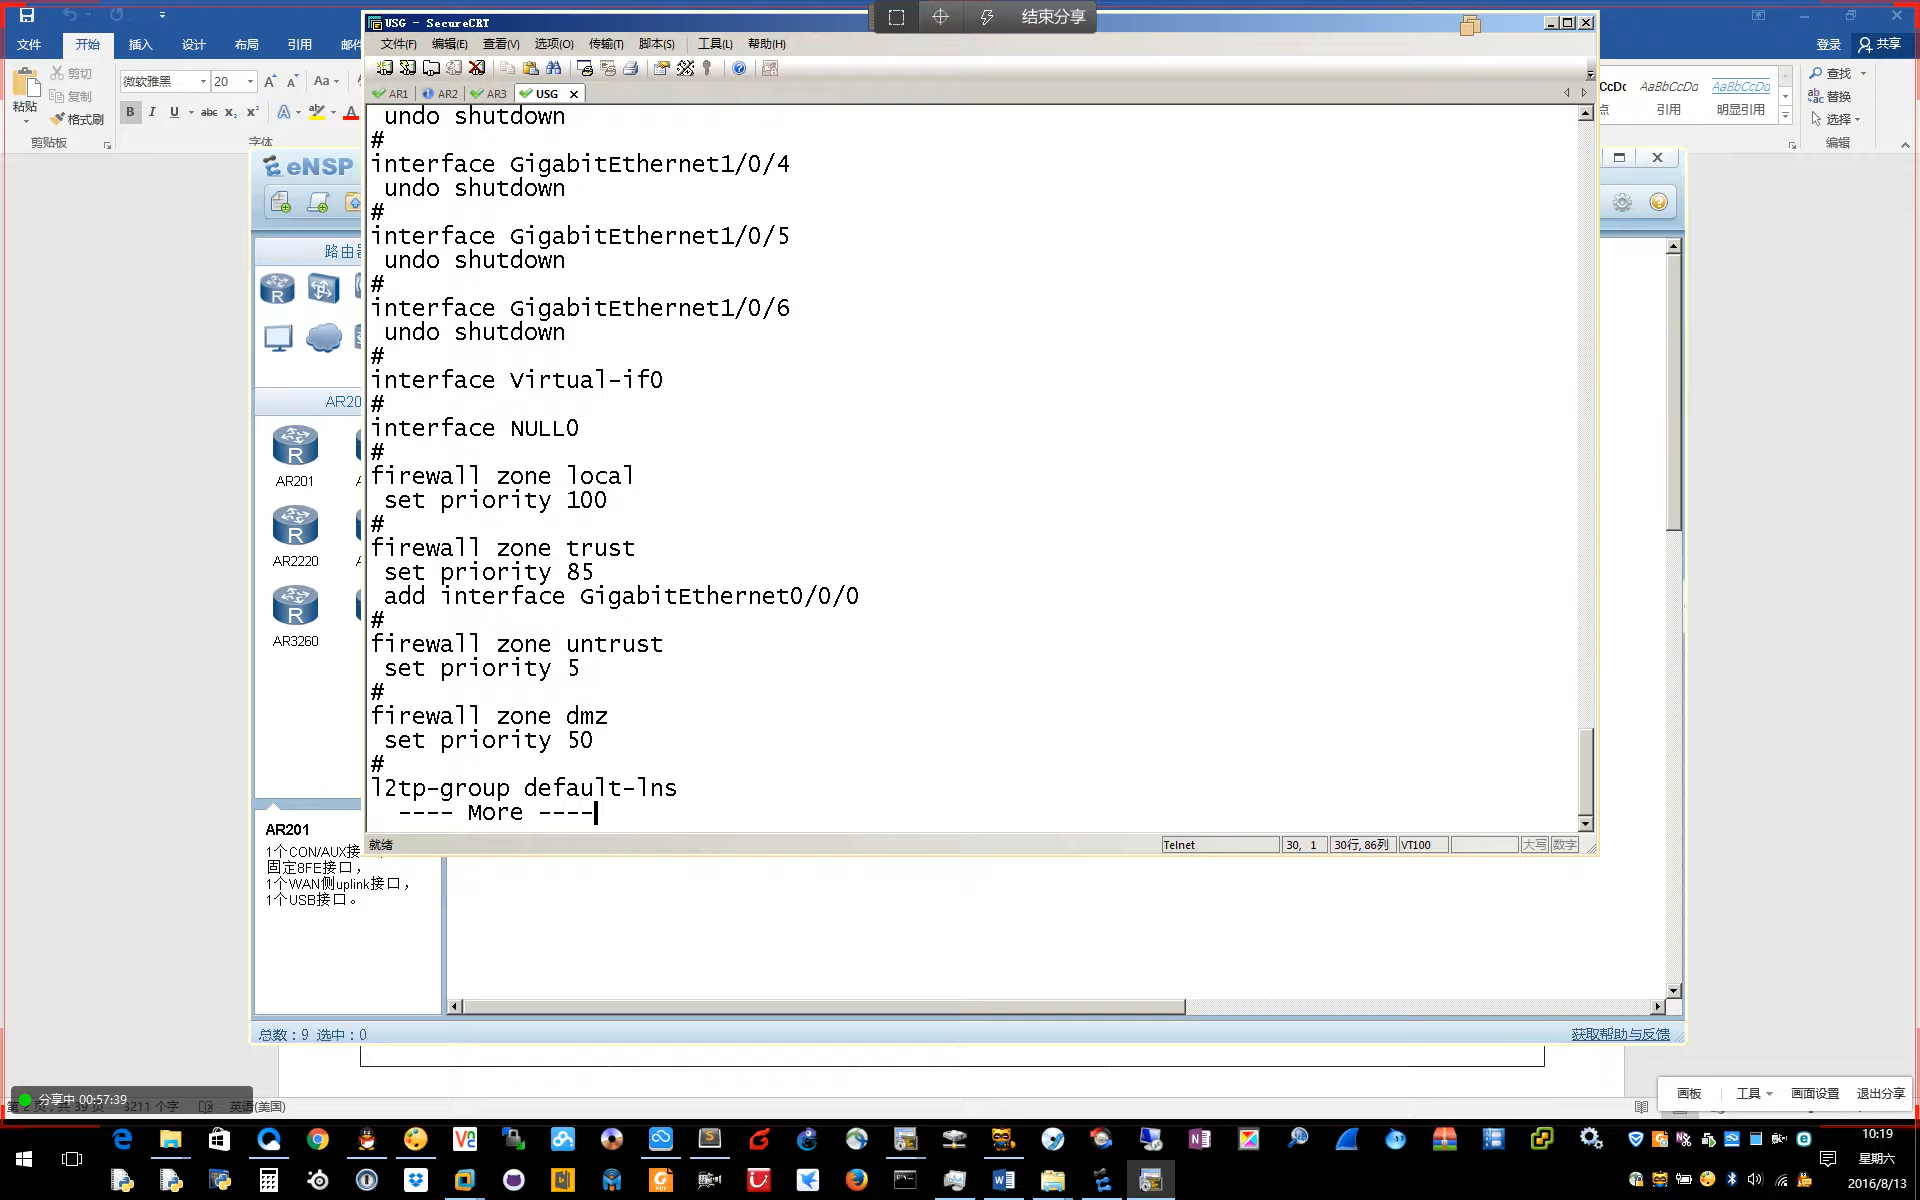 USG - SecureCRT
结束分享
文件
开始
插入
设计
布局
引用
邮件
登录
共享
文件(F) 编辑(E) 查看(V) 选项(O) 传输(T) 脚本(S) 工具(L) 帮助(H)
粘贴
剪切
复制
格式刷
剪贴板
微软雅黑
20
字体
AR1
AR2
AR3
USG
AaBbCcDc
AaBbCcDc
引用
明显引用
查找
替换
选择
编辑
eNSP
undo shutdown
#
interface GigabitEthernet1/0/4
undo shutdown
#
interface GigabitEthernet1/0/5
undo shutdown
#
interface GigabitEthernet1/0/6
undo shutdown
#
interface Virtual-if0
#
interface NULL0
#
firewall zone local
set priority 100
#
firewall zone trust
set priority 85
add interface GigabitEthernet0/0/0
#
firewall zone untrust
set priority 5
#
firewall zone dmz
set priority 50
#
l2tp-group default-lns
---- More ----
就绪
Telnet
30, 1
30行, 86列
VT100
大写
数字
路由器
AR20
AR201
AR2220
AR3260
AR201
1个CON/AUX接
固定8FE接口，
1个WAN侧uplink接口，
1个USB接口。
总数：9 选中：0
获取帮助与反馈
分享中 00:57:39
3211 个字
英语(美国)
画板
工具
画面设置
退出分享
10:19
星期六
2016/8/13